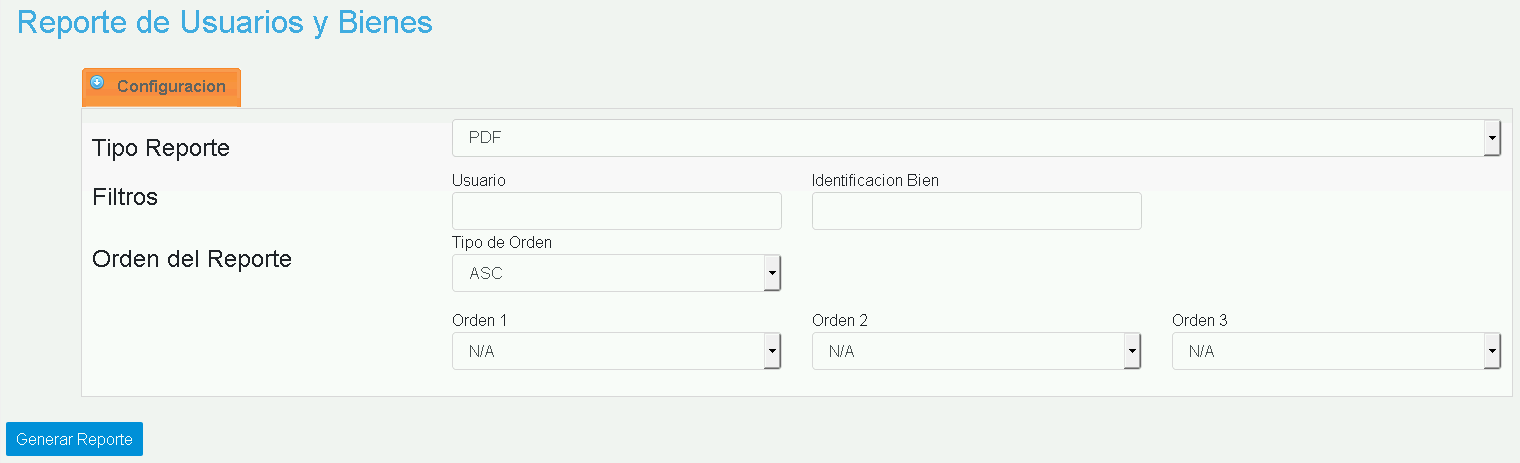 Reporte de Usuarios y Bienes
Configuracion
Tipo Reporte
PDF
Filtros
Usuario
Identificacion Bien
Orden del Reporte
Tipo de Orden
ASC
Orden 1
Orden 2
Orden 3
N/A
N/A
N/A
Generar Reporte